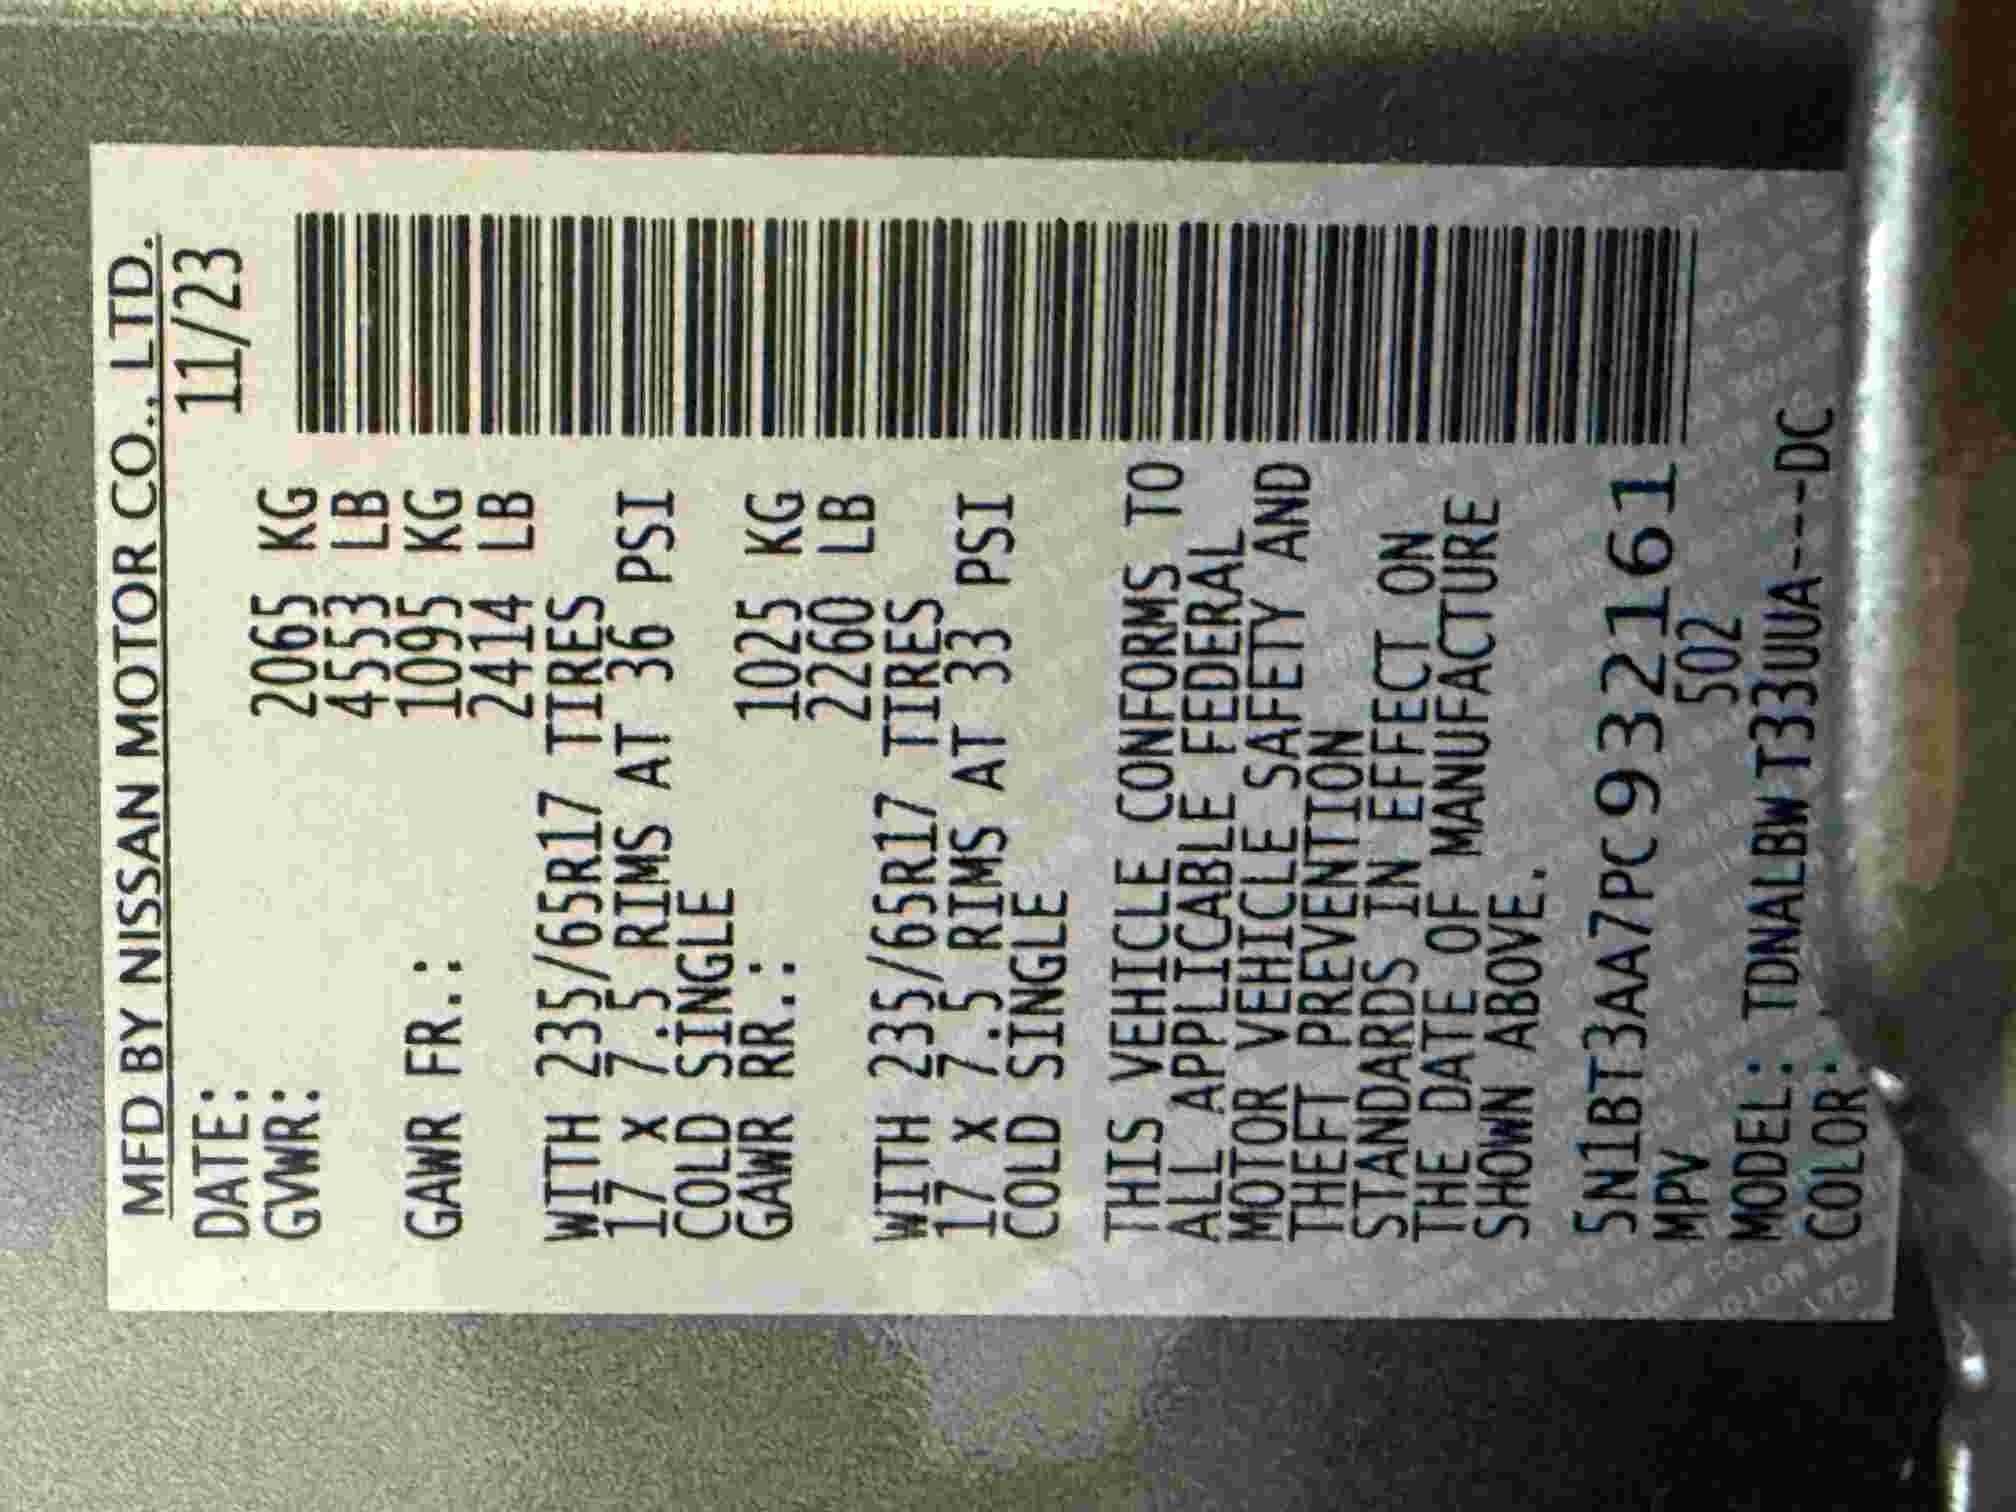 MFD BY NISSAN MOTOR CO., LTD.
DATE: 11/23
GVWR: 2065 KG
4553 LB
GAWR FR.: 1095 KG
2414 LB
WITH 235/65R17 TIRES
17 x 7.5 RIMS AT 36 PSI
COLD SINGLE
GAWR RR.: 1025 KG
2260 LB
WITH 235/65R17 TIRES
17 x 7.5 RIMS AT 33 PSI
COLD SINGLE
THIS VEHICLE CONFORMS TO
ALL APPLICABLE FEDERAL
MOTOR VEHICLE SAFETY AND
THEFT PREVENTION
STANDARDS IN EFFECT ON
THE DATE OF MANUFACTURE
SHOWN ABOVE.
5N1BT3AA7PC932161
MPV 502
MODEL: TDNALBW T33UUA---DC
COLOR: